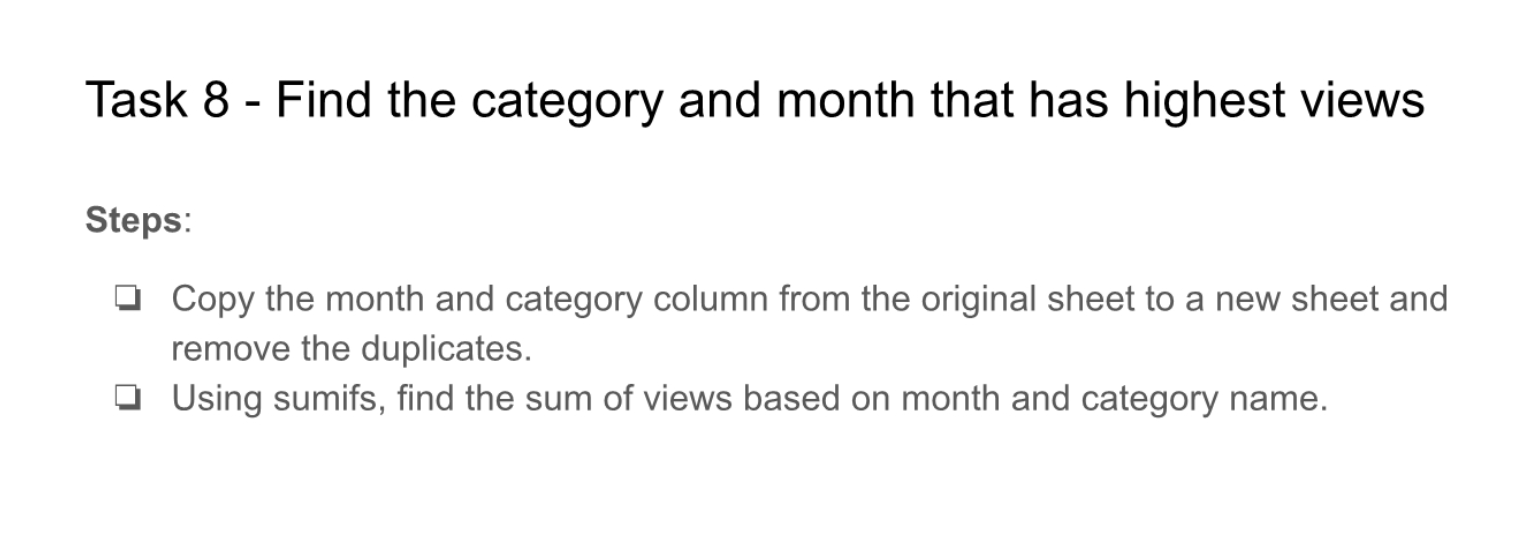 Task 8 - Find the category and month that has highest views
Steps:
❏ Copy the month and category column from the original sheet to a new sheet and
remove the duplicates.
❏ Using sumifs, find the sum of views based on month and category name.